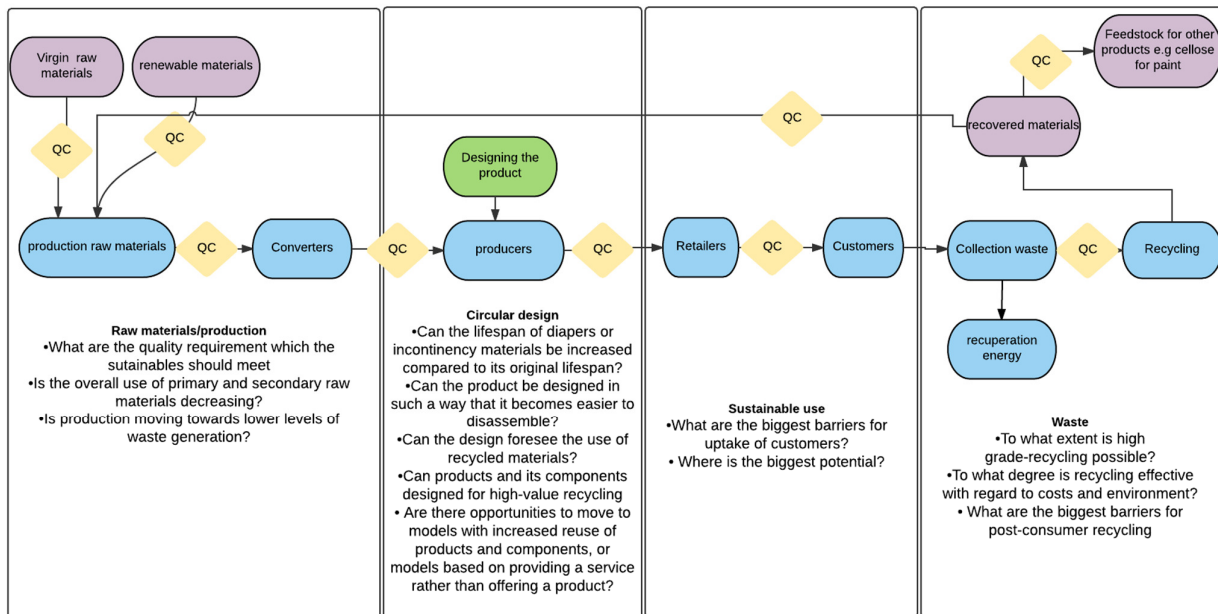 Virgin raw
materials
renewable materials
QC
QC
production raw materials
QC
Converters
Raw materials/production
•What are the quality requirement which the
sutainables should meet
•Is the overall use of primary and secondary raw
materials decreasing?
•Is production moving towards lower levels of
waste generation?
QC
Designing the
product
producers
QC
Circular design
•Can the lifespan of diapers or
incontinency materials be increased
compared to its original lifespan?
•Can the product be designed in
such a way that it becomes easier to
disassemble?
•Can the design foresee the use of
recycled materials?
•Can products and its components
designed for high-value recycling
• Are there opportunities to move to
models with increased reuse of
products and components, or
models based on providing a service
rather than offering a product?
QC
Retailers
QC
Customers
Sustainable use
•What are the biggest barriers for
uptake of customers?
• Where is the biggest potential?
Feedstock for other
products e.g cellose
for paint
QC
recovered materials
Collection waste
QC
Recycling
recuperation
energy
Waste
•To what extent is high
grade-recycling possible?
•To what degree is recycling effective
with regard to costs and environment?
• What are the biggest barriers for
post-consumer recycling